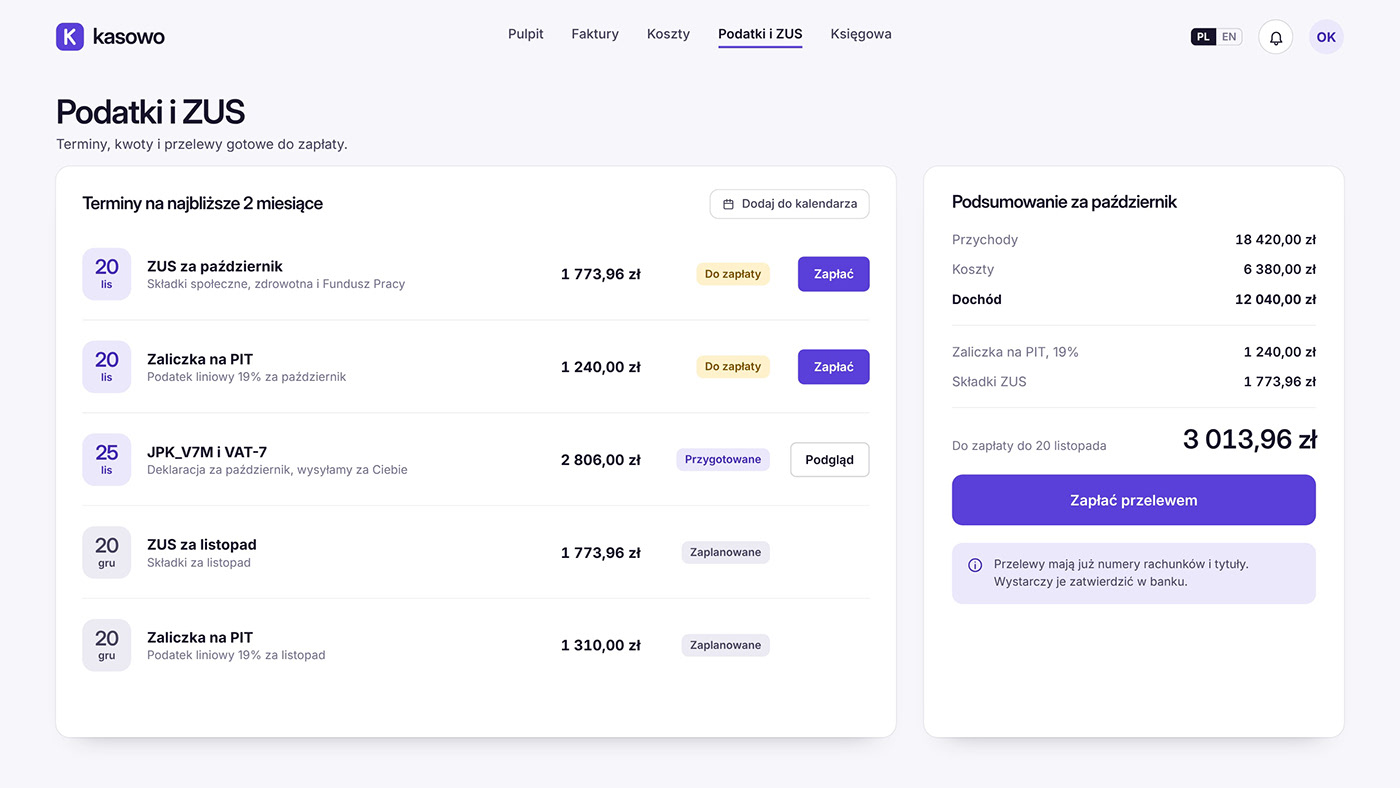 K kasowo
Pulpit Faktury Koszty Podatki i ZUS Księgowa
PL EN
OK
Podatki i ZUS
Terminy, kwoty i przelewy gotowe do zapłaty.
Terminy na najbliższe 2 miesiące
Dodaj do kalendarza
20 lis
ZUS za październik
Składki społeczne, zdrowotna i Fundusz Pracy
1 773,96 zł
Do zapłaty
Zapłać
20 lis
Zaliczka na PIT
Podatek liniowy 19% za październik
1 240,00 zł
Do zapłaty
Zapłać
25 lis
JPK_V7M i VAT-7
Deklaracja za październik, wysyłamy za Ciebie
2 806,00 zł
Przygotowane
Podgląd
20 gru
ZUS za listopad
Składki za listopad
1 773,96 zł
Zaplanowane
20 gru
Zaliczka na PIT
Podatek liniowy 19% za listopad
1 310,00 zł
Zaplanowane
Podsumowanie za październik
Przychody 18 420,00 zł
Koszty 6 380,00 zł
Dochód 12 040,00 zł
Zaliczka na PIT, 19% 1 240,00 zł
Składki ZUS 1 773,96 zł
Do zapłaty do 20 listopada 3 013,96 zł
Zapłać przelewem
Przelewy mają już numery rachunków i tytuły.
Wystarczy je zatwierdzić w banku.